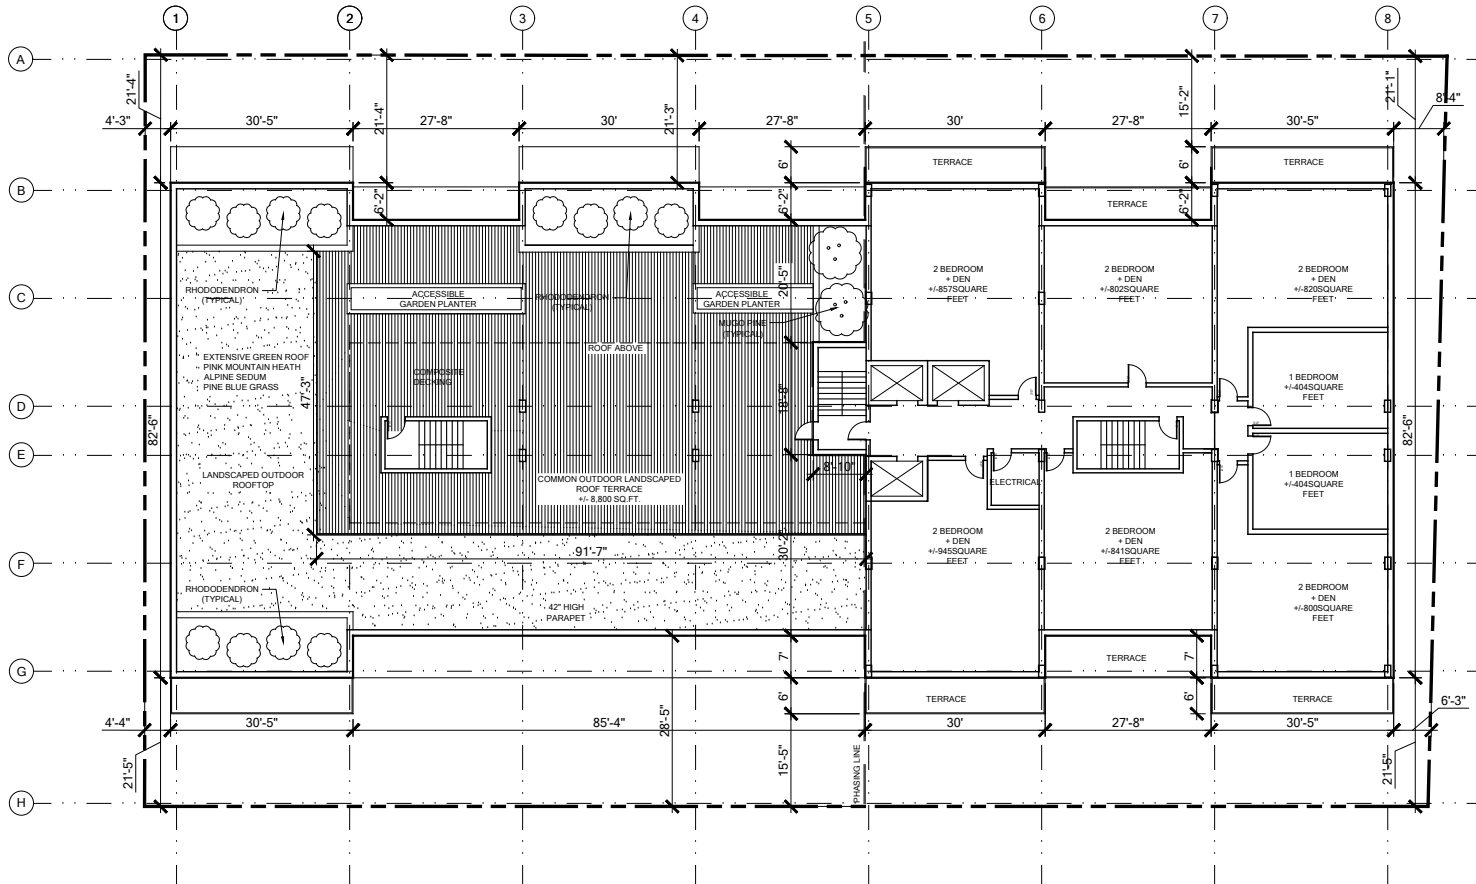 1
2
3
4
5
6
7
8
A
21'-4"
21'-4"
21'-3"
15'-2"
21'-1"
8'-4"
4'-3"
30'-5"
27'-8"
30'
27'-8"
30'
27'-8"
30'-5"
6'
TERRACE
6'
TERRACE
B
6'-2"
6'-2"
TERRACE
6'-2"
C
RHODODENDRON
(TYPICAL)
ACCESSIBLE
GARDEN PLANTER
RHODODENDRON
(TYPICAL)
ACCESSIBLE
GARDEN PLANTER
20'-5"
MUGO PINE
(TYPICAL)
2 BEDROOM
+ DEN
+/-857SQUARE
FEET
2 BEDROOM
+ DEN
+/-802SQUARE
FEET
2 BEDROOM
+ DEN
+/-820SQUARE
FEET
ROOF ABOVE
EXTENSIVE GREEN ROOF
PINK MOUNTAIN HEATH
ALPINE SEDUM
PINE BLUE GRASS
47'-3"
COMPOSITE
DECKING
18'-8"
1 BEDROOM
+/-404SQUARE
FEET
D
82'-6"
82'-6"
E
LANDSCAPED OUTDOOR
ROOFTOP
COMMON OUTDOOR LANDSCAPED
ROOF TERRACE
+/- 8,800 SQ.FT.
8'-10"
ELECTRICAL
1 BEDROOM
+/-404SQUARE
FEET
2 BEDROOM
+ DEN
+/-945SQUARE
FEET
2 BEDROOM
+ DEN
+/-841SQUARE
FEET
F
91'-7"
30'-2"
RHODODENDRON
(TYPICAL)
42" HIGH
PARAPET
2 BEDROOM
+ DEN
+/-800SQUARE
FEET
G
7'
TERRACE
7'
6'
TERRACE
6'
TERRACE
4'-4"
30'-5"
85'-4"
28'-5"
30'
27'-8"
30'-5"
6'-3"
21'-5"
15'-5"
PHASING LINE
21'-5"
H